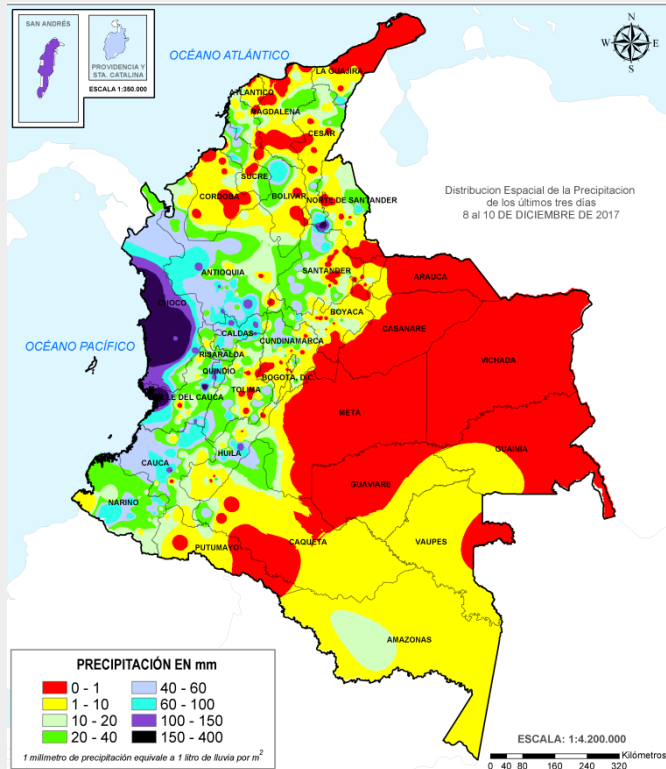 SAN ANDRÉS
PROVIDENCIA Y
STA. CATALINA
ESCALA 1:350.000
OCÉANO ATLÁNTICO
N
W E
S
LA GUAJIRA
ATLANTICO
MAGDALENA
CESAR
SUCRE
CORDOBA
BOLIVAR
NORTE DE SANTANDER
Distribucion Espacial de la Precipitacion
de los últimos tres días
8 al 10 DE DICIEMBRE DE 2017
ANTIOQUIA
SANTANDER
ARAUCA
CHOCO
BOYACA
CASANARE
OCÉANO PACÍFICO
CALDAS
CUNDINAMARCA
VICHADA
RISARALDA
QUINDIO
BOGOTA, D.C.
TOLIMA
VALLE DEL CAUCA
META
GUAINIA
HUILA
CAUCA
GUAVIARE
NARIÑO
CAQUETA
VAUPES
PUTUMAYO
AMAZONAS
PRECIPITACIÓN EN mm
0 - 1 40 - 60
1 - 10 60 - 100
10 - 20 100 - 150
20 - 40 150 - 400
1 milímetro de precipitación equivale a 1 litro de lluvia por m²
ESCALA: 1:4.200.000
Kilómetros
0 40 80 160 240 320